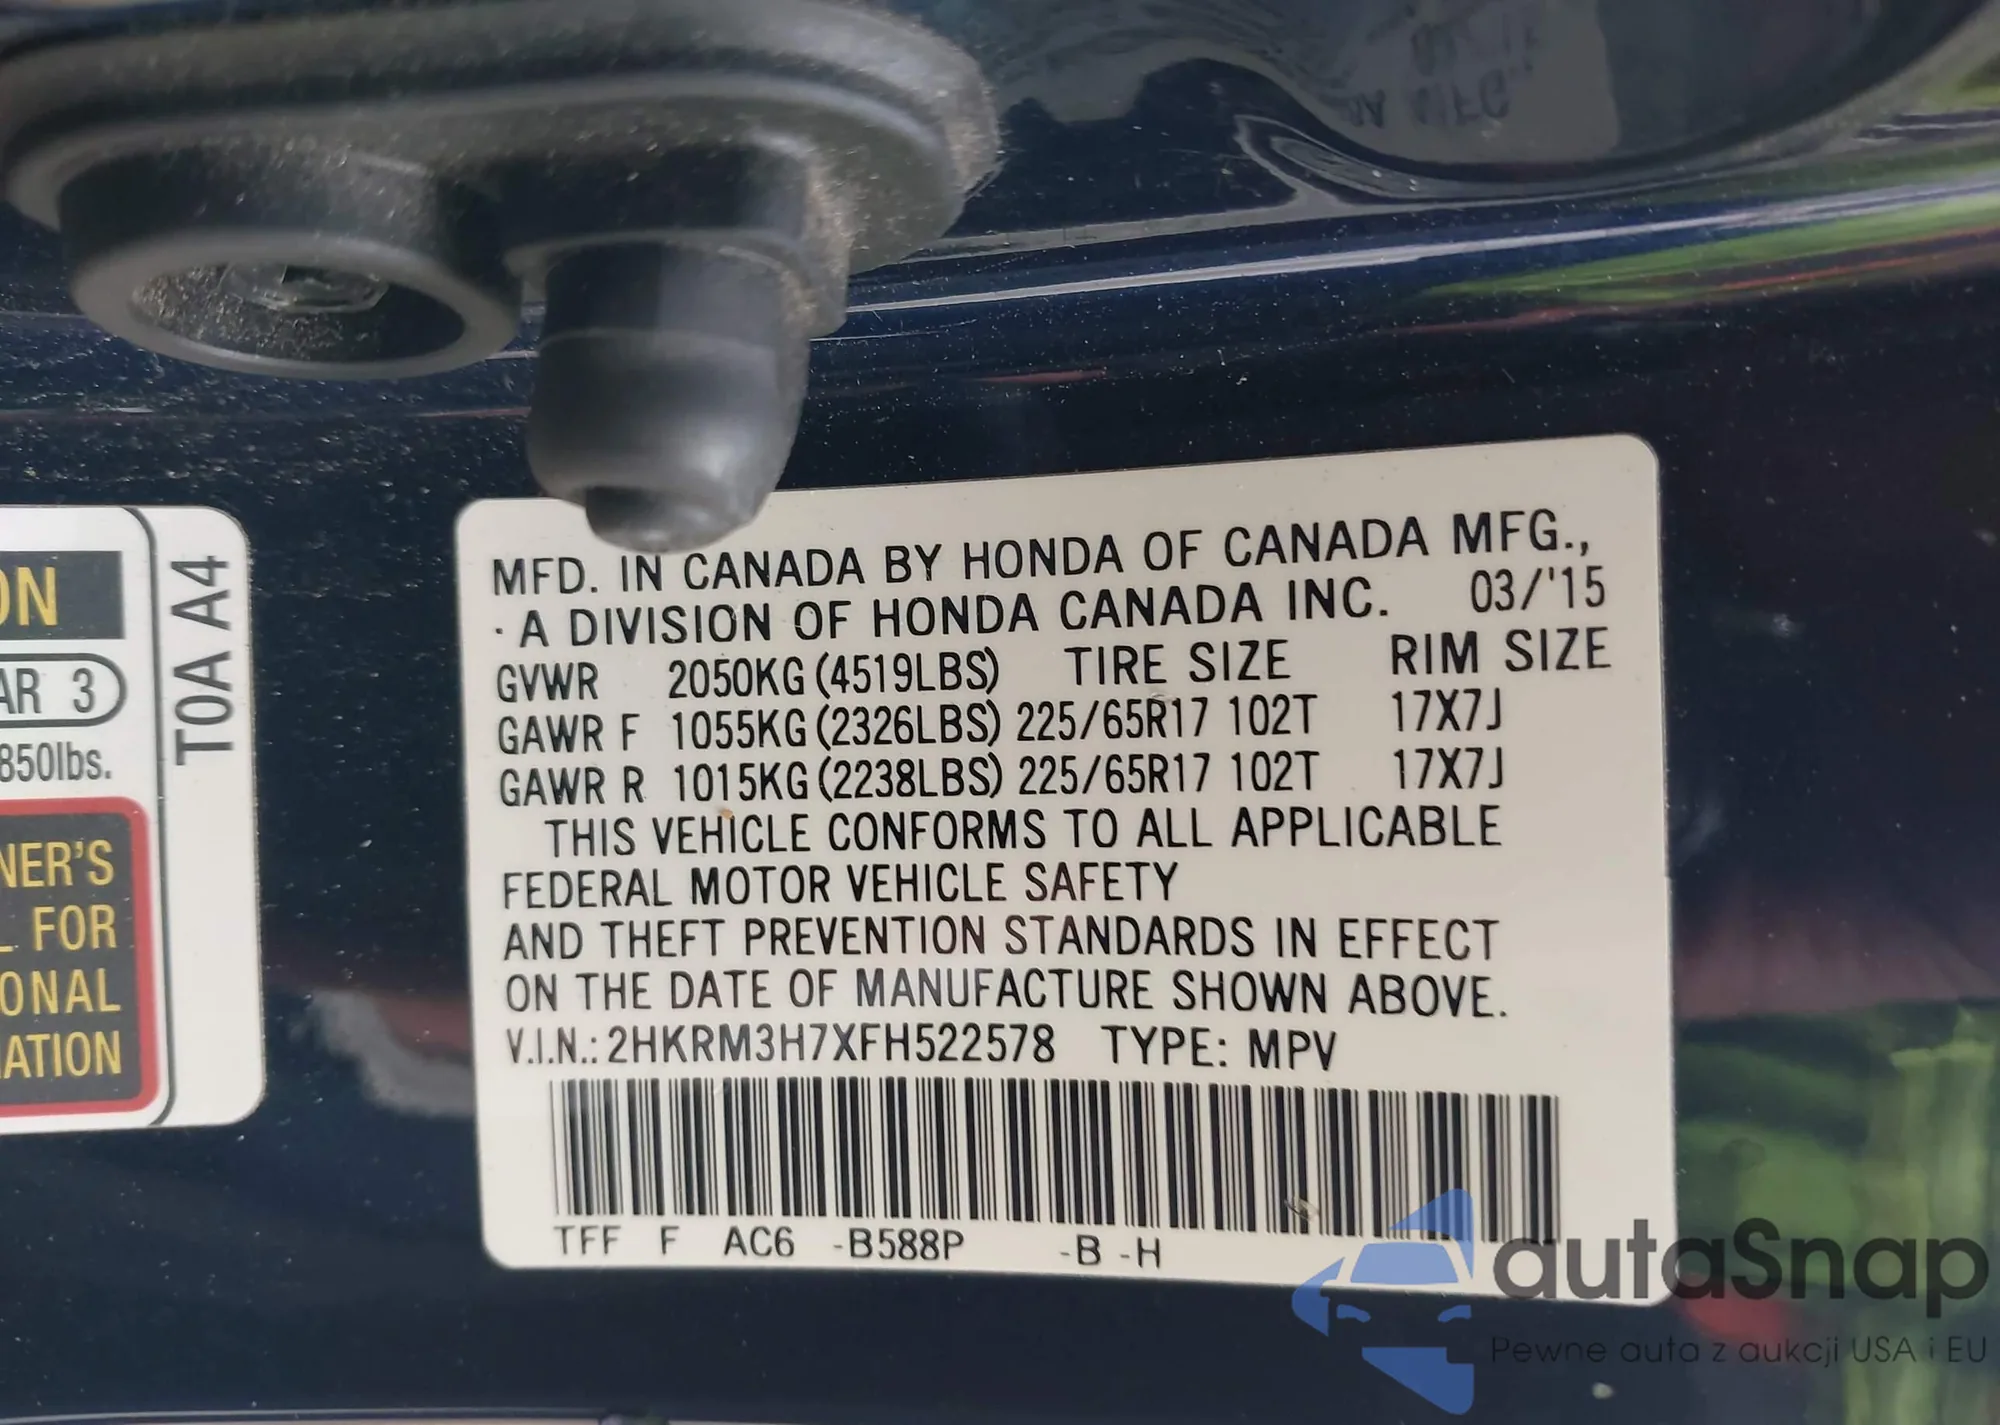 ON
AR 3
850lbs.
NER'S
L FOR
ONAL
ATION
T0A A4
MFD. IN CANADA BY HONDA OF CANADA MFG.,
· A DIVISION OF HONDA CANADA INC. 03/'15
GVWR 2050KG (4519LBS) TIRE SIZE RIM SIZE
GAWR F 1055KG (2326LBS) 225/65R17 102T 17X7J
GAWR R 1015KG (2238LBS) 225/65R17 102T 17X7J
THIS VEHICLE CONFORMS TO ALL APPLICABLE
FEDERAL MOTOR VEHICLE SAFETY
AND THEFT PREVENTION STANDARDS IN EFFECT
ON THE DATE OF MANUFACTURE SHOWN ABOVE.
V.I.N.: 2HKRM3H7XFH522578 TYPE: MPV
TFF F AC6 -B588P -B -H
autaSnap
Pewne auta z aukcji USA i EU